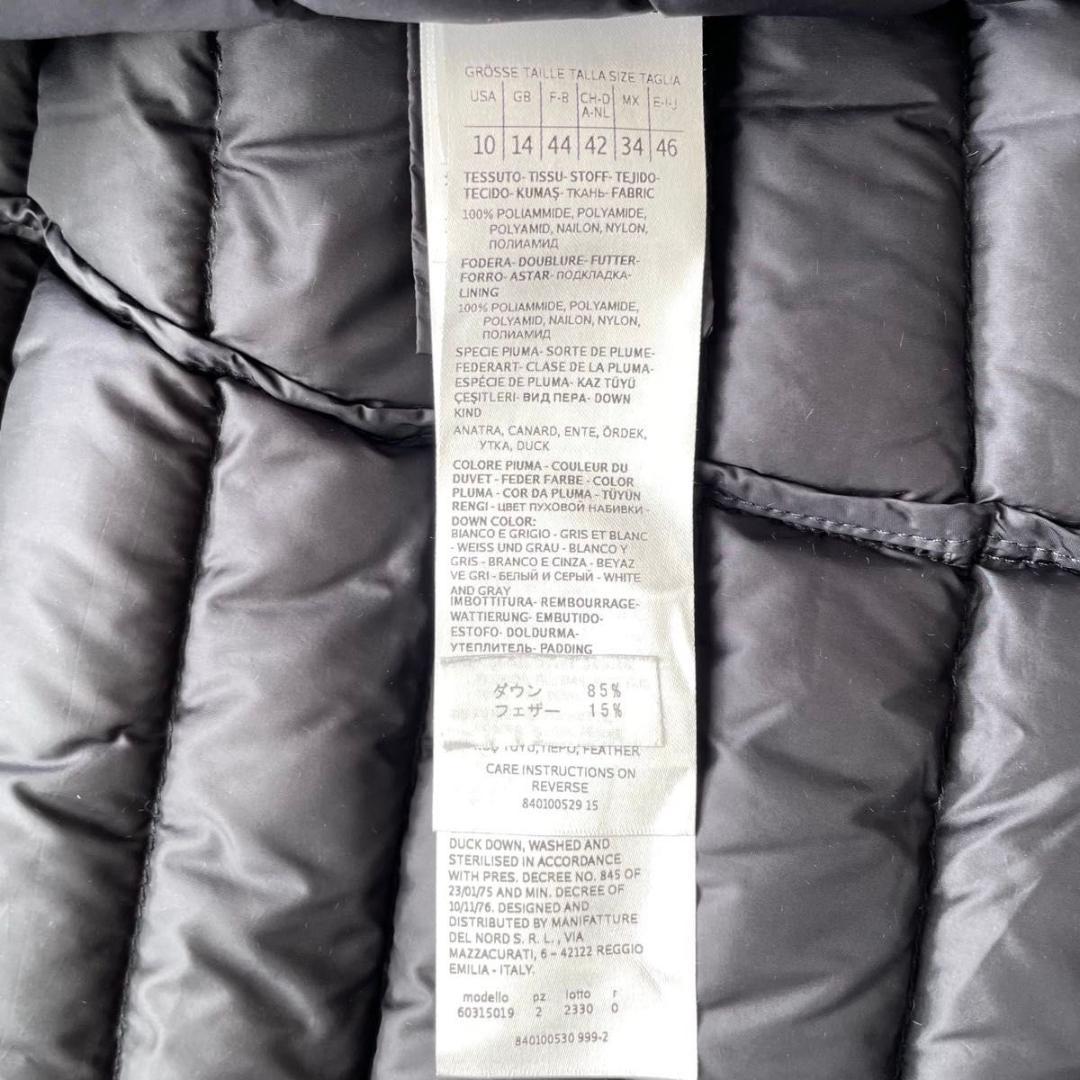 GRÖSSE TAILLE TALLA SIZE TAGLIA
USA GB F-B CH-D A-NL MX E-I-J
10 14 44 42 34 46
TESSUTO- TISSU- STOFF- TEJIDO-
TECIDO- KUMAŞ- ТКАНЬ- FABRIC
100% POLIAMMIDE, POLYAMIDE,
POLYAMID, NAILON, NYLON,
ПОЛИАМИД
FODERA- DOUBLURE- FUTTER-
FORRO- ASTAR- ПОДКЛАДКА-
LINING
100% POLIAMMIDE, POLYAMIDE,
POLYAMID, NAILON, NYLON,
ПОЛИАМИД
SPECIE PIUMA- SORTE DE PLUME-
FEDERART- CLASE DE LA PLUMA-
ESPÉCIE DE PLUMA- KAZ TÜYÜ
ÇEŞITLERI- ВИД ПЕРА- DOWN
KIND
ANATRA, CANARD, ENTE, ÖRDEK,
УТКА, DUCK
COLORE PIUMA - COULEUR DU
DUVET - FEDER FARBE - COLOR
PLUMA - COR DA PLUMA - TÜYÜN
RENGI - ЦВЕТ ПУХОВОЙ НАБИВКИ -
DOWN COLOR:
BIANCO E GRIGIO - GRIS ET BLANC
- WEISS UND GRAU - BLANCO Y
GRIS - BRANCO E CINZA - BEYAZ
VE GRI - БЕЛЫЙ И СЕРЫЙ - WHITE
AND GRAY
IMBOTTITURA- REMBOURRAGE-
WATTIERUNG- EMBUTIDO-
ESTOFO- DOLDURMA-
УТЕПЛИТЕЛЬ- PADDING
ダウン 85%
フェザー 15%
TÜYÜ, ПЕРО, FEATHER
CARE INSTRUCTIONS ON
REVERSE
840100529 15
DUCK DOWN, WASHED AND
STERILISED IN ACCORDANCE
WITH PRES. DECREE NO. 845 OF
23/01/75 AND MIN. DECREE OF
10/11/76. DESIGNED AND
DISTRIBUTED BY MANIFATTURE
DEL NORD S. R. L. , VIA
MAZZACURATI, 6 – 42122 REGGIO
EMILIA - ITALY.
modello pz lotto r
60315019 2 2330 0
840100530 999-2